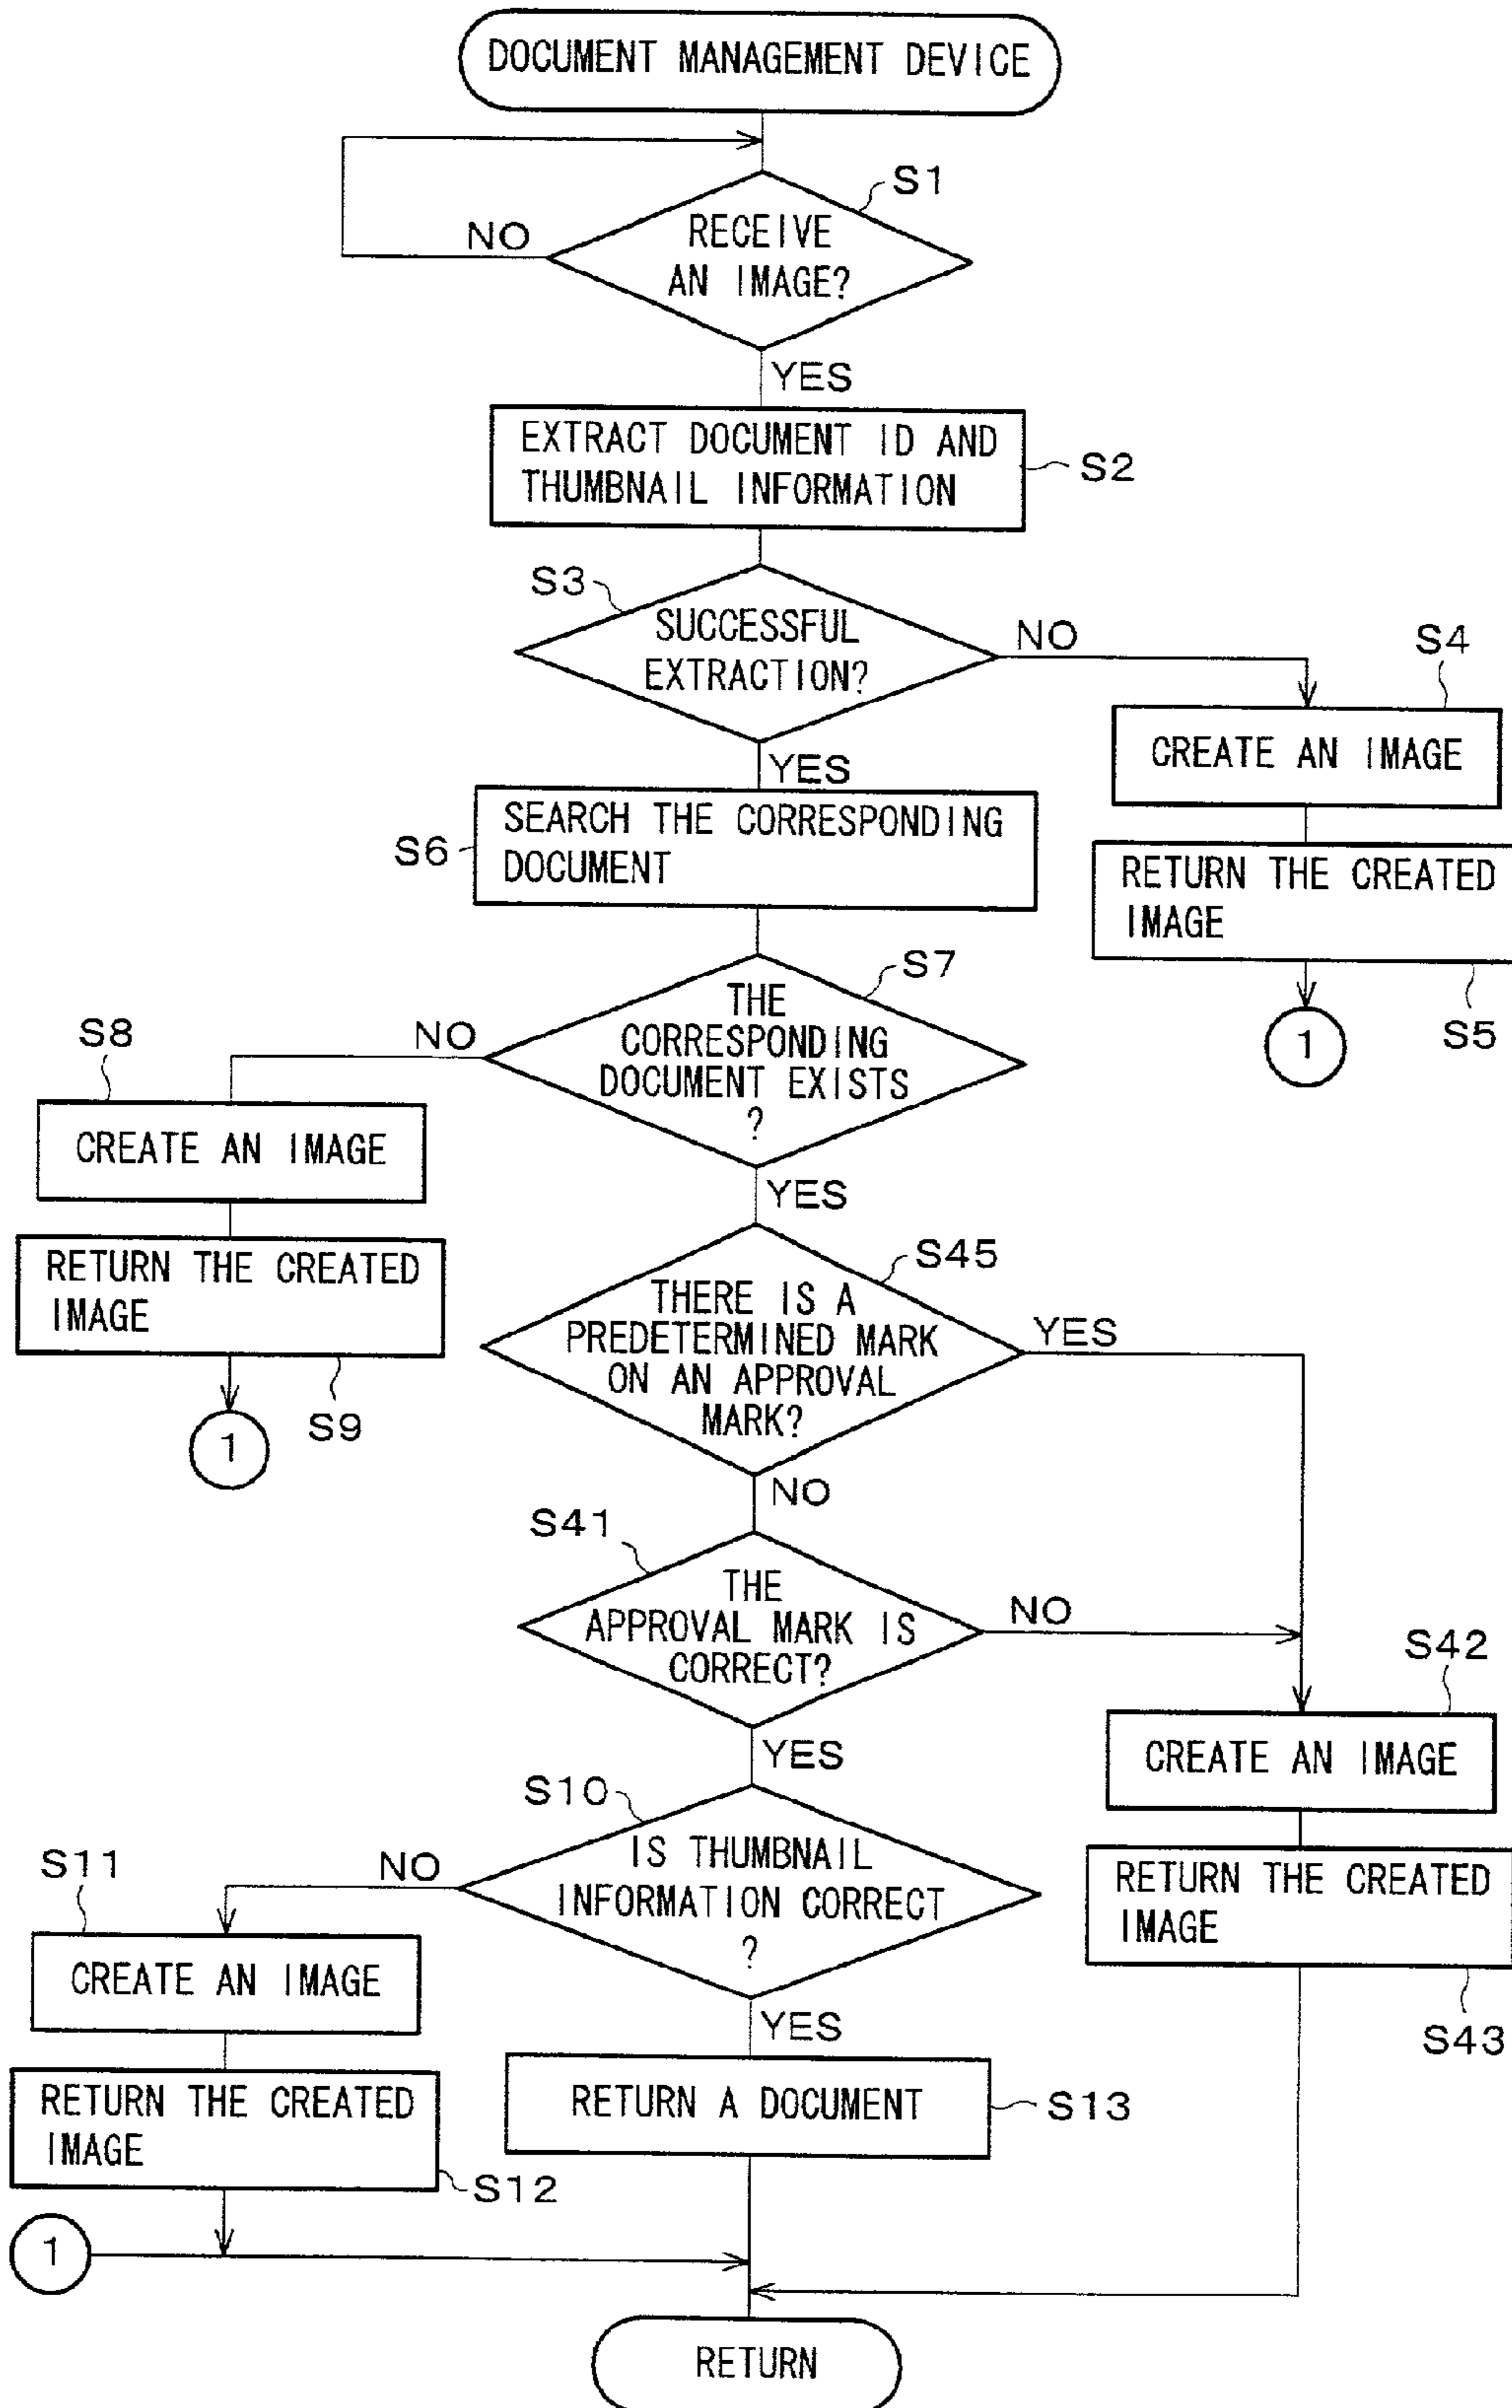 DOCUMENT MANAGEMENT DEVICE
S1
NO
RECEIVE
AN IMAGE?
YES
EXTRACT DOCUMENT ID AND
THUMBNAIL INFORMATION
S2
S3
SUCCESSFUL
EXTRACTION?
NO
S4
CREATE AN IMAGE
YES
S6
SEARCH THE CORRESPONDING
DOCUMENT
RETURN THE CREATED
IMAGE
S5
1
S7
THE
CORRESPONDING
DOCUMENT EXISTS
?
NO
S8
CREATE AN IMAGE
YES
RETURN THE CREATED
IMAGE
S9
1
S45
THERE IS A
PREDETERMINED MARK
ON AN APPROVAL
MARK?
YES
NO
S41
THE
APPROVAL MARK IS
CORRECT?
NO
S42
CREATE AN IMAGE
YES
S10
IS THUMBNAIL
INFORMATION CORRECT
?
NO
S11
CREATE AN IMAGE
RETURN THE CREATED
IMAGE
S43
YES
RETURN THE CREATED
IMAGE
S12
RETURN A DOCUMENT
S13
1
RETURN